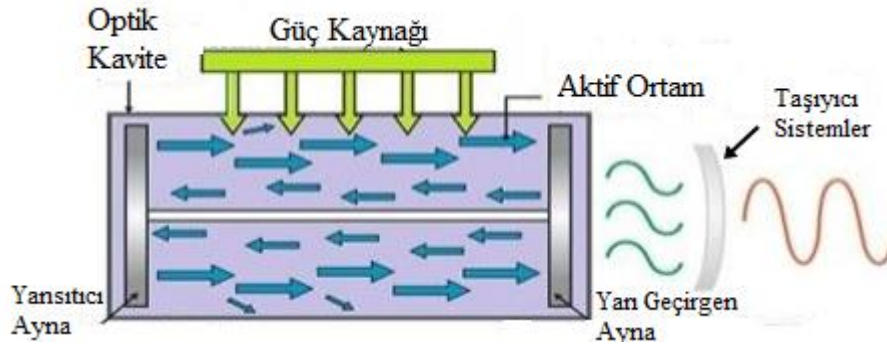 Optik
Kavite
Güç Kaynağı
Aktif Ortam
Taşıyıcı
Sistemler
Yansıtıcı
Ayna
Yarı Geçirgen
Ayna